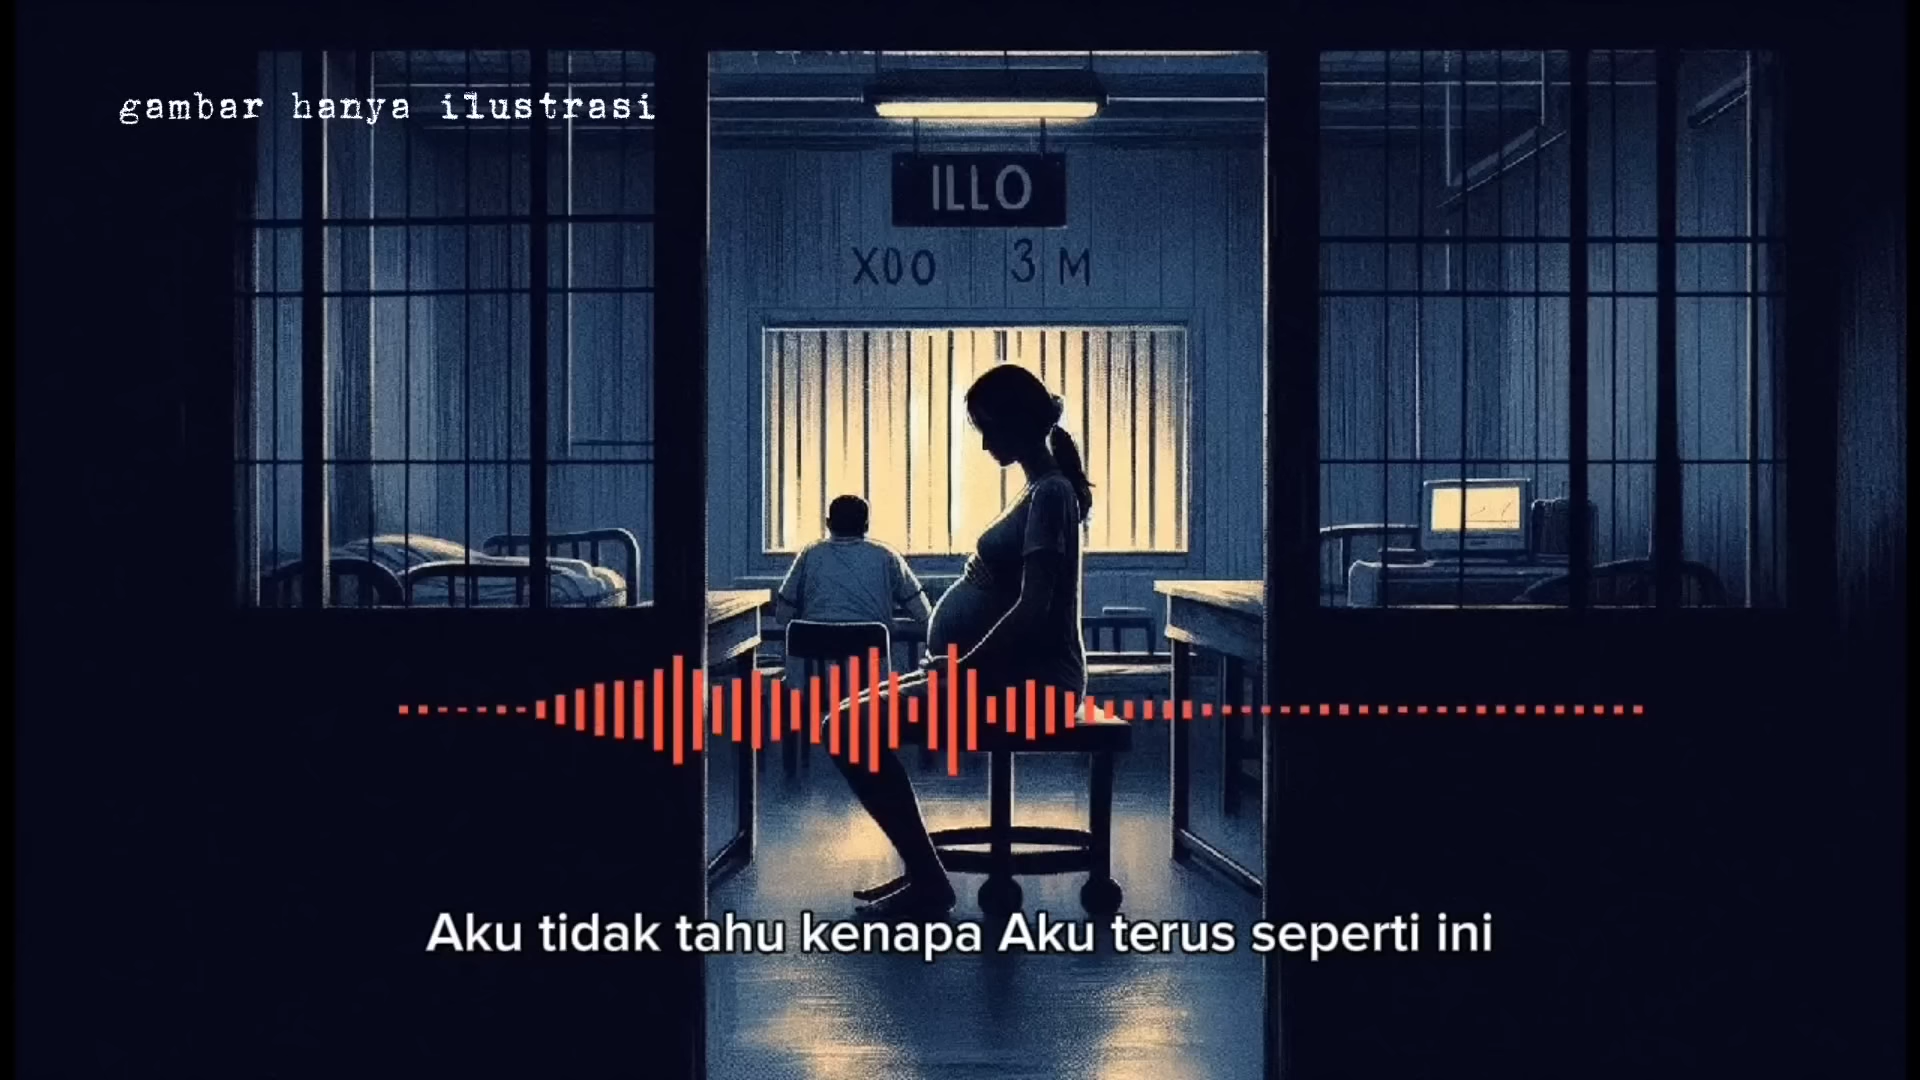 gambar hanya ilustrasi
ILLO
X00 3 M
Aku tidak tahu kenapa Aku terus seperti ini